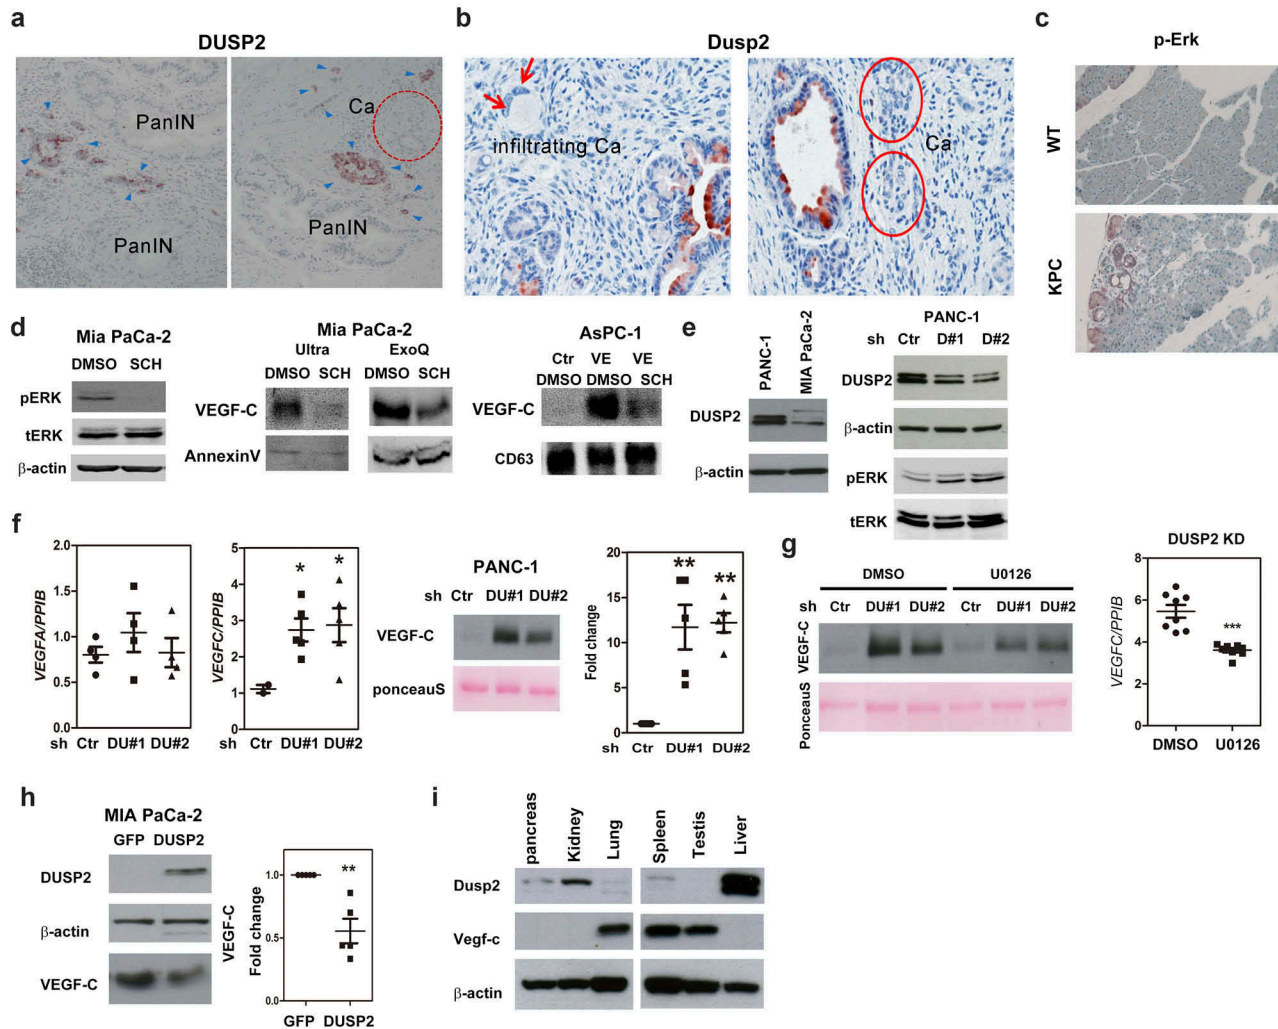 a
DUSP2
PanIN
PanIN
Ca
PanIN
b
Dusp2
infiltrating Ca
Ca
c
p-Erk
WT
KPC
d
Mia PaCa-2
DMSO SCH
pERK
tERK
β-actin
Mia PaCa-2
Ultra ExoQ
DMSO SCH DMSO SCH
VEGF-C
AnnexinV
AsPC-1
Ctr VE VE
DMSO DMSO SCH
VEGF-C
CD63
e
PANC-1
MIA PaCa-2
DUSP2
β-actin
PANC-1
sh Ctr D#1 D#2
DUSP2
β-actin
pERK
tERK
f
VEGFA/PPIB
2.0
1.5
1.0
0.5
0.0
sh Ctr DU#1 DU#2
VEGFC/PPIB
5
4
3
2
1
0
* *
sh Ctr DU#1 DU#2
PANC-1
sh Ctr DU#1 DU#2
VEGF-C
ponceauS
Fold change
20
15
10
5
0
** **
sh Ctr DU#1 DU#2
g
DMSO U0126
sh Ctr DU#1 DU#2 Ctr DU#1 DU#2
VEGF-C
PonceauS
DUSP2 KD
VEGFC/PPIB
8
6
4
2
0
***
DMSO U0126
h
MIA PaCa-2
GFP DUSP2
DUSP2
β-actin
VEGF-C
VEGF-C
Fold change
1.0
0.5
0.0
**
GFP DUSP2
i
pancreas
Kidney
Lung
Spleen
Testis
Liver
Dusp2
Vegf-c
β-actin